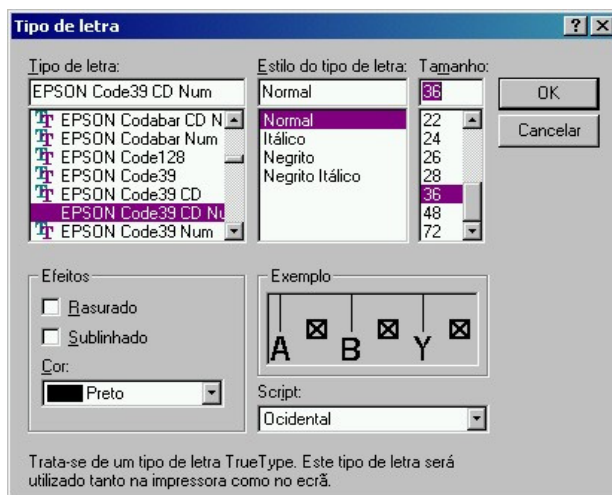 Tipo de letra
Tipo de letra:
EPSON Code39 CD Num
EPSON Codabar CD N
EPSON Codabar Num
EPSON Code128
EPSON Code39
EPSON Code39 CD
EPSON Code39 CD Nu
EPSON Code39 Num
Estilo do tipo de letra:
Normal
Normal
Itálico
Negrito
Negrito Itálico
Tamanho:
36
22
24
26
28
36
48
72
OK
Cancelar
Efeitos
Rasurado
Sublinhado
Cor:
Preto
Exemplo
A B Y
Script:
Ocidental
Trata-se de um tipo de letra TrueType. Este tipo de letra será
utilizado tanto na impressora como no ecrã.